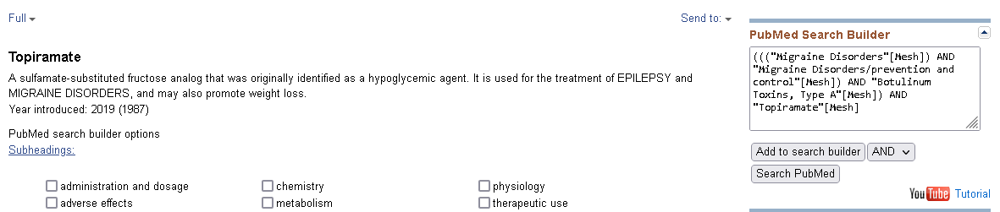 Full
Send to:
Topiramate
A sulfamate-substituted fructose analog that was originally identified as a hypoglycemic agent. It is used for the treatment of EPILEPSY and
MIGRAINE DISORDERS, and may also promote weight loss.
Year introduced: 2019 (1987)
PubMed search builder options
Subheadings:
administration and dosage
chemistry
physiology
adverse effects
metabolism
therapeutic use
PubMed Search Builder
((("Migraine Disorders"[Mesh]) AND
"Migraine Disorders/prevention and
control"[Mesh]) AND "Botulinum
Toxins, Type A"[Mesh]) AND
"Topiramate"[Mesh]
Add to search builder AND
Search PubMed
YouTube Tutorial